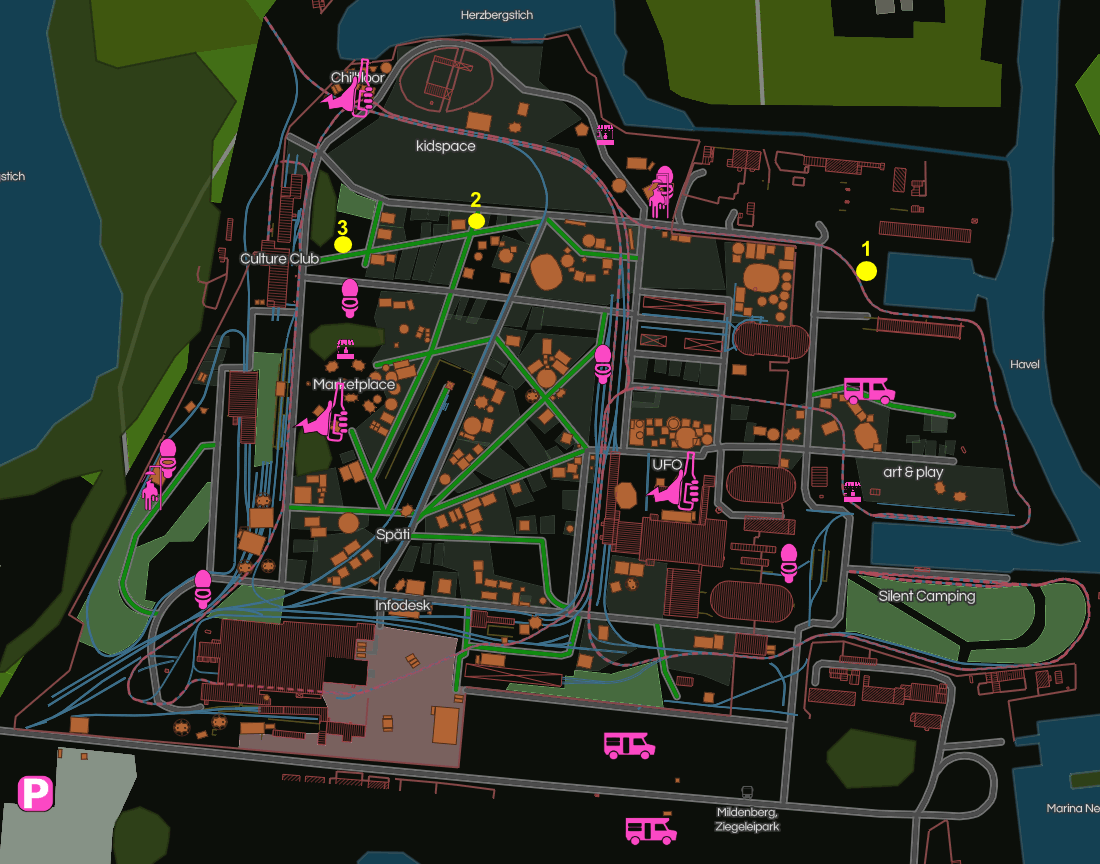 Herzbergstich
Chillfloor
kidspace
stich
2
3
1
Culture Club
Havel
Marketplace
UFO
art & play
Späti
Silent Camping
Infodesk
P
Mildenberg,
Ziegeleipark
Marina Ne